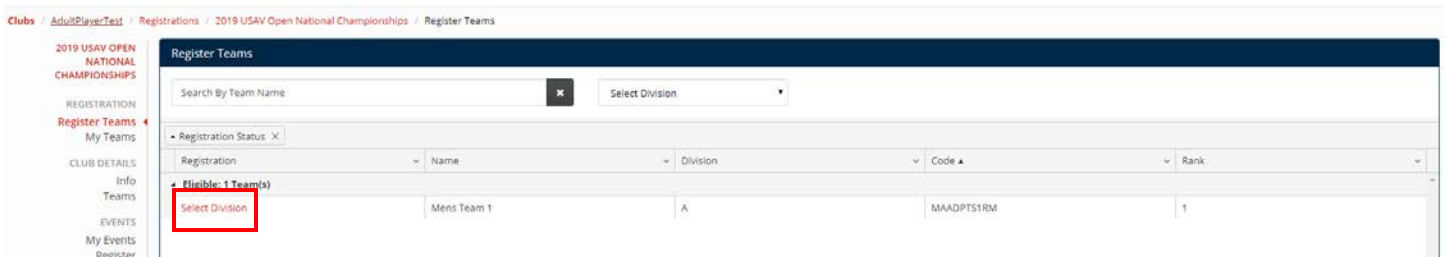 Clubs / AdultPlayerTest / Registrations / 2019 USAV Open National Championships / Register Teams
2019 USAV OPEN
NATIONAL
CHAMPIONSHIPS
REGISTRATION
Register Teams
My Teams
CLUB DETAILS
Info
Teams
EVENTS
My Events
Register
Register Teams
Search By Team Name
Select Division
Registration Status ×
Registration Name Division Code Rank
Eligible: 1 Team(s)
Select Division Mens Team 1 A MAADPTS1RM 1